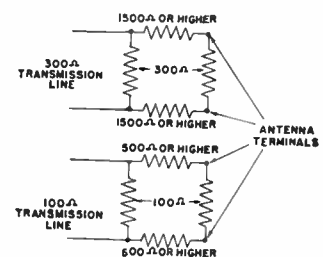 1500Ω OR HIGHER
300Ω
TRANSMISSION
LINE
300Ω
1500Ω OR HIGHER
ANTENNA
TERMINALS
500Ω OR HIGHER
100Ω
TRANSMISSION
LINE
100Ω
600Ω OR HIGHER